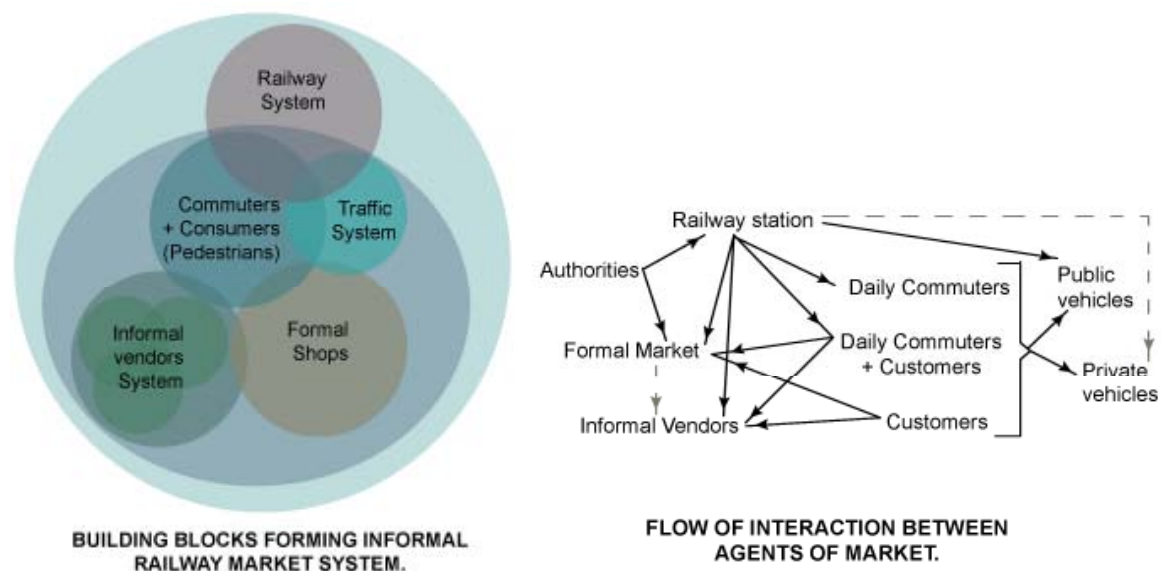 Railway
System
Commuters
+ Consumers
(Pedestrians)
Traffic
System
Informal
vendors
System
Formal
Shops
BUILDING BLOCKS FORMING INFORMAL
RAILWAY MARKET SYSTEM.
Railway station
Authorities
Daily Commuters
Public
vehicles
Formal Market
Daily Commuters
+ Customers
Private
vehicles
Informal Vendors
Customers
FLOW OF INTERACTION BETWEEN
AGENTS OF MARKET.